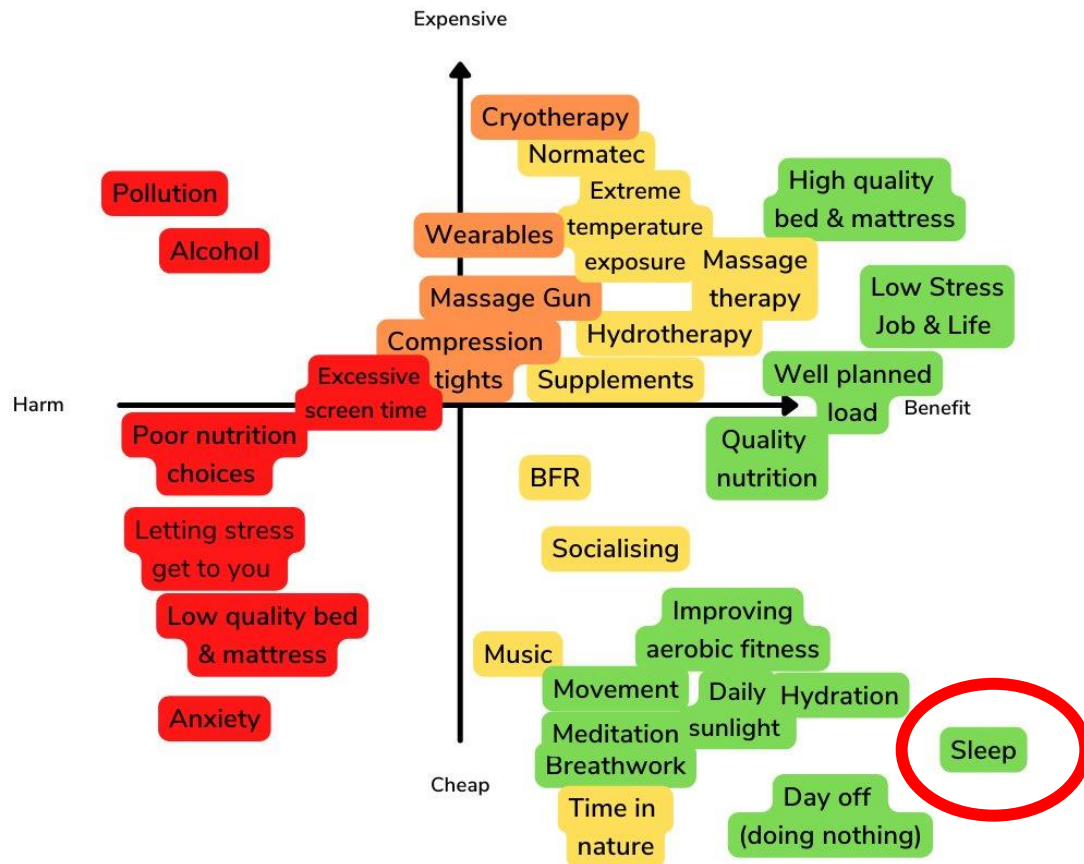 Expensive
Cryotherapy
Normatec
Pollution
Extreme
temperature
exposure
High quality
bed & mattress
Alcohol
Wearables
Massage
therapy
Massage Gun
Low Stress
Job & Life
Hydrotherapy
Compression
tights
Supplements
Excessive
screen time
Well planned
load
Harm
Benefit
Poor nutrition
choices
Quality
nutrition
BFR
Letting stress
get to you
Socialising
Low quality bed
& mattress
Improving
aerobic fitness
Music
Movement
Daily
sunlight
Hydration
Anxiety
Meditation
Breathwork
Sleep
Cheap
Time in
nature
Day off
(doing nothing)